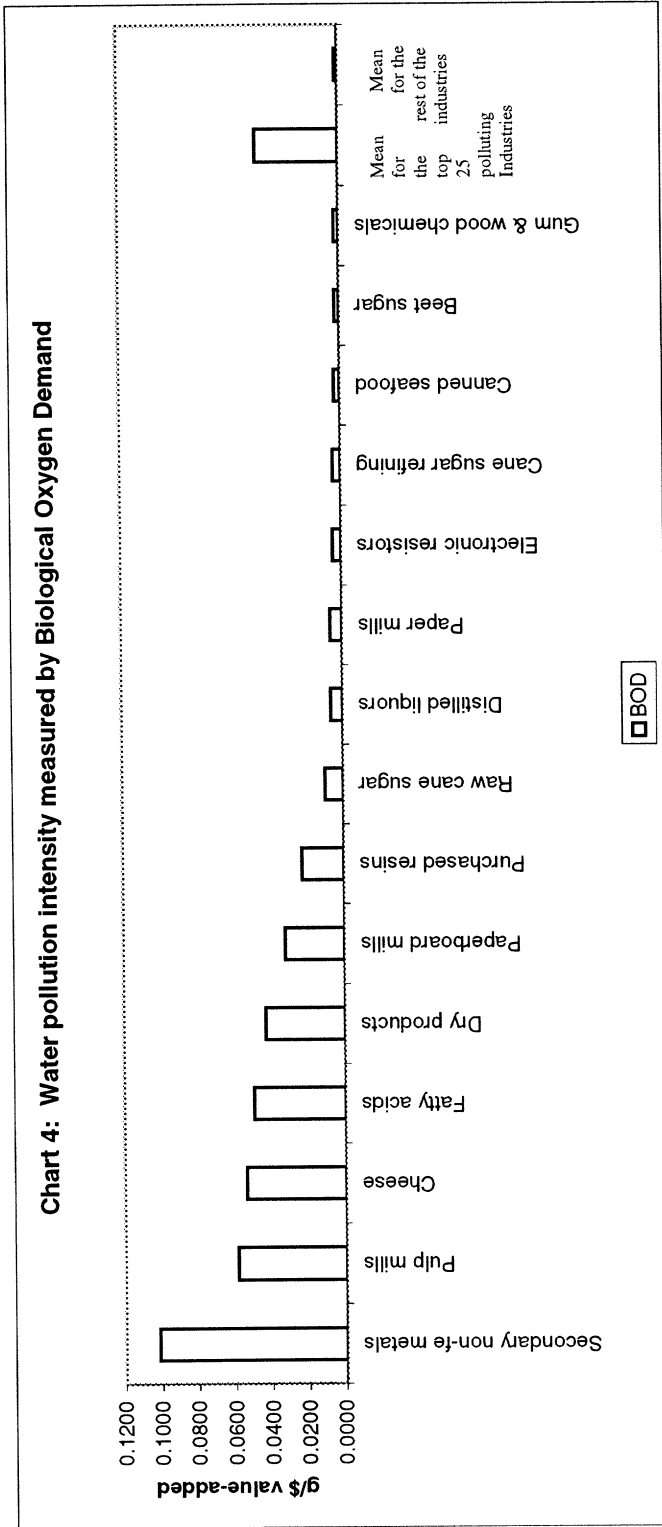 Chart 4: Water pollution intensity measured by Biological Oxygen Demand
g/$ value-added
0.1200
0.1000
0.0800
0.0600
0.0400
0.0200
0.0000
Secondary non-fe metals
Pulp mills
Cheese
Fatty acids
Dry products
Paperboard mills
Purchased resins
Raw cane sugar
Distilled liquors
Paper mills
Electronic resistors
Cane sugar refining
Canned seafood
Beet sugar
Gum & wood chemicals
Mean
for
the
top
25
polluting
Industries
Mean
for the
rest of the
industries
BOD